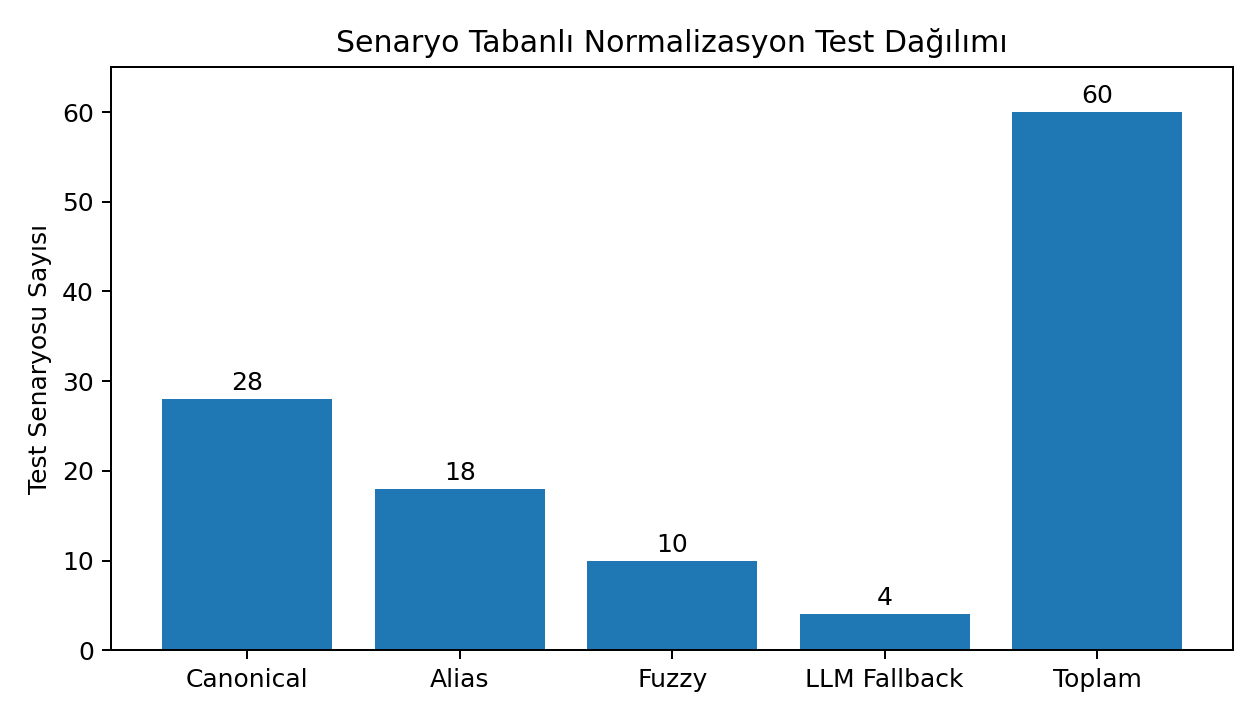 Senaryo Tabanlı Normalizasyon Test Dağılımı
Test Senaryosu Sayısı
60
50
40
30
20
10
0
28
18
10
4
60
Canonical
Alias
Fuzzy
LLM Fallback
Toplam